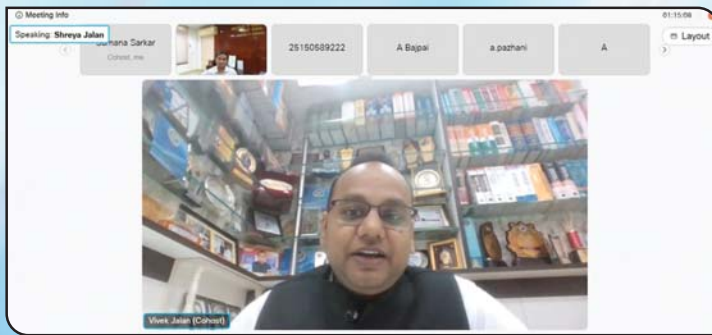 Meeting Info
01:15:08
Speaking: Shreya Jalan
Sarkar
Cohost, me
25150589222
A Bajpai
a.pazhani
A
Layout
Vivek Jalan (Cohost)